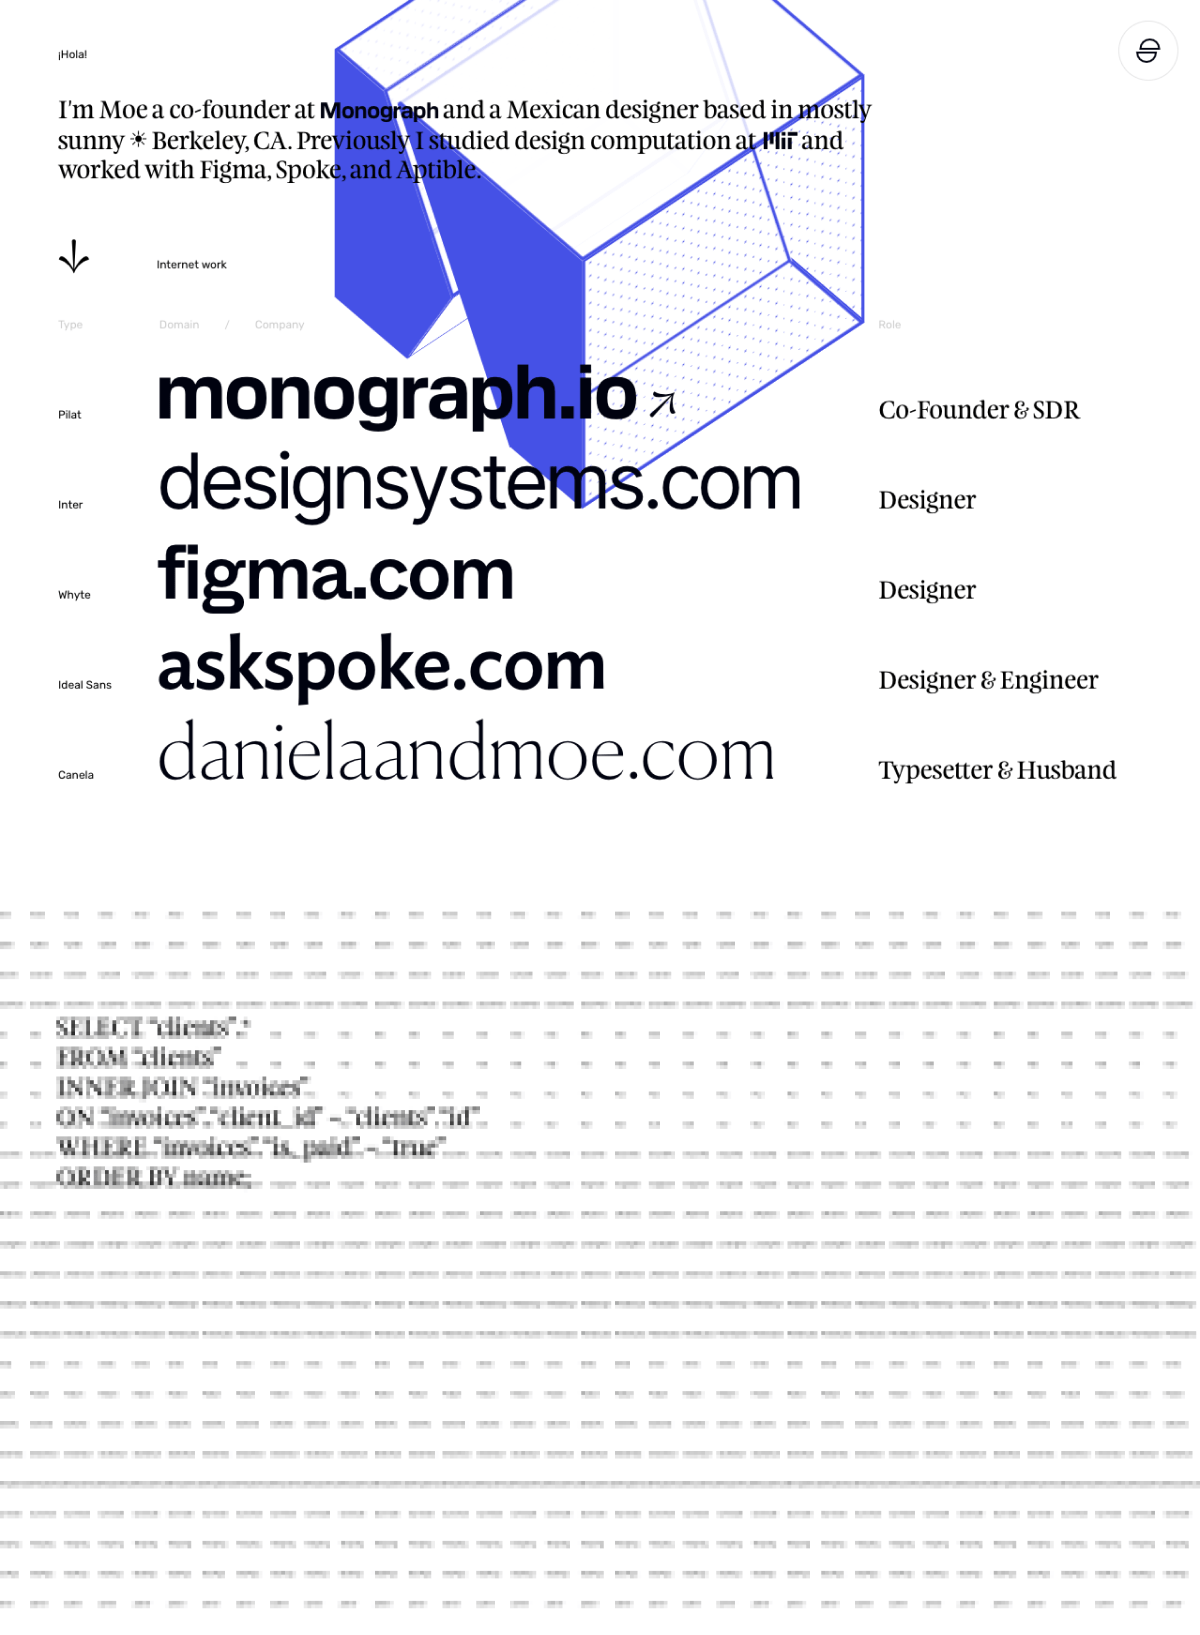 ¡Hola!
I'm Moe a co-founder at Monograph and a Mexican designer based in mostly
sunny ☀ Berkeley, CA. Previously I studied design computation at MIT and
worked with Figma, Spoke, and Aptible.
Internet work
Type Domain / Company Role
Pilat monograph.io ↗ Co-Founder & SDR
Inter designsystems.com Designer
Whyte figma.com Designer
Ideal Sans askspoke.com Designer & Engineer
Canela danielaandmoe.com Typesetter & Husband
SELECT "clients".*
FROM "clients"
INNER JOIN "invoices"
ON "invoices"."client_id" = "clients"."id"
WHERE "invoices"."is_paid" = "true"
ORDER BY name;